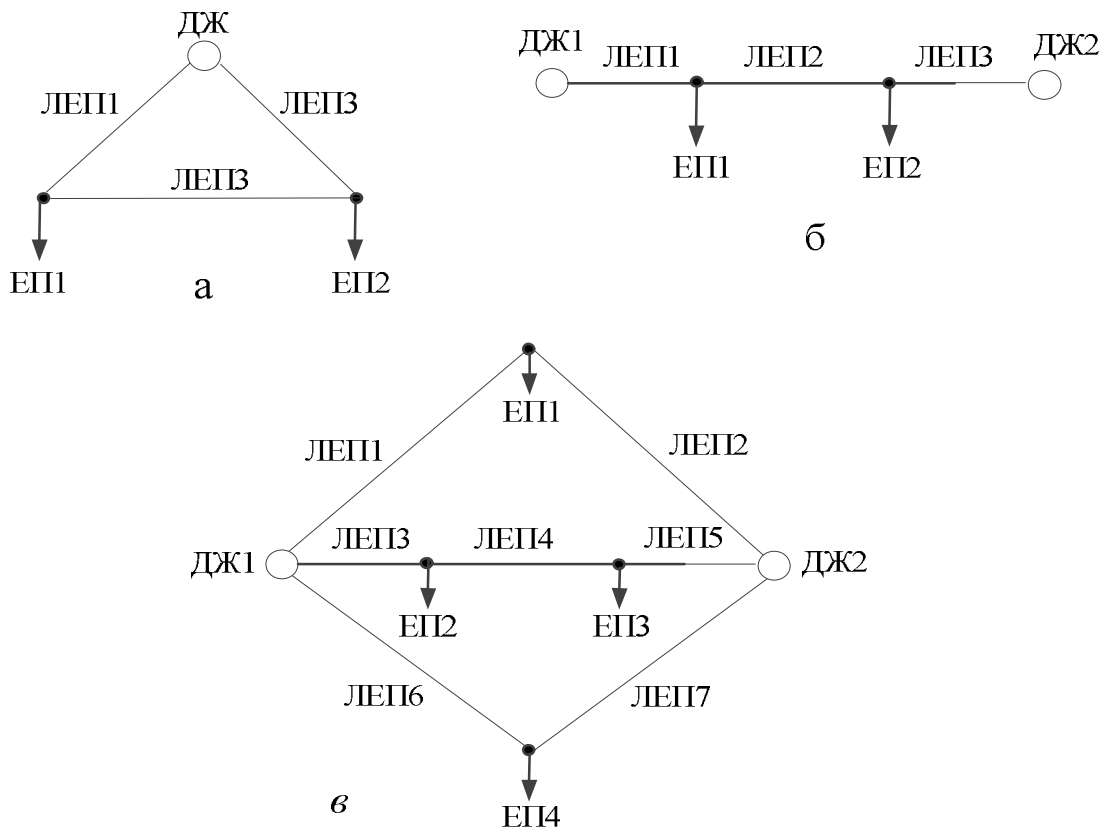 ДЖ
ЛЕП1
ЛЕП3
ЛЕП3
ЕП1
ЕП2
а
ДЖ1
ЛЕП1
ЛЕП2
ЛЕП3
ДЖ2
ЕП1
ЕП2
б
ЕП1
ЛЕП1
ЛЕП2
ДЖ1
ЛЕП3
ЛЕП4
ЛЕП5
ДЖ2
ЕП2
ЕП3
ЛЕП6
ЛЕП7
ЕП4
в